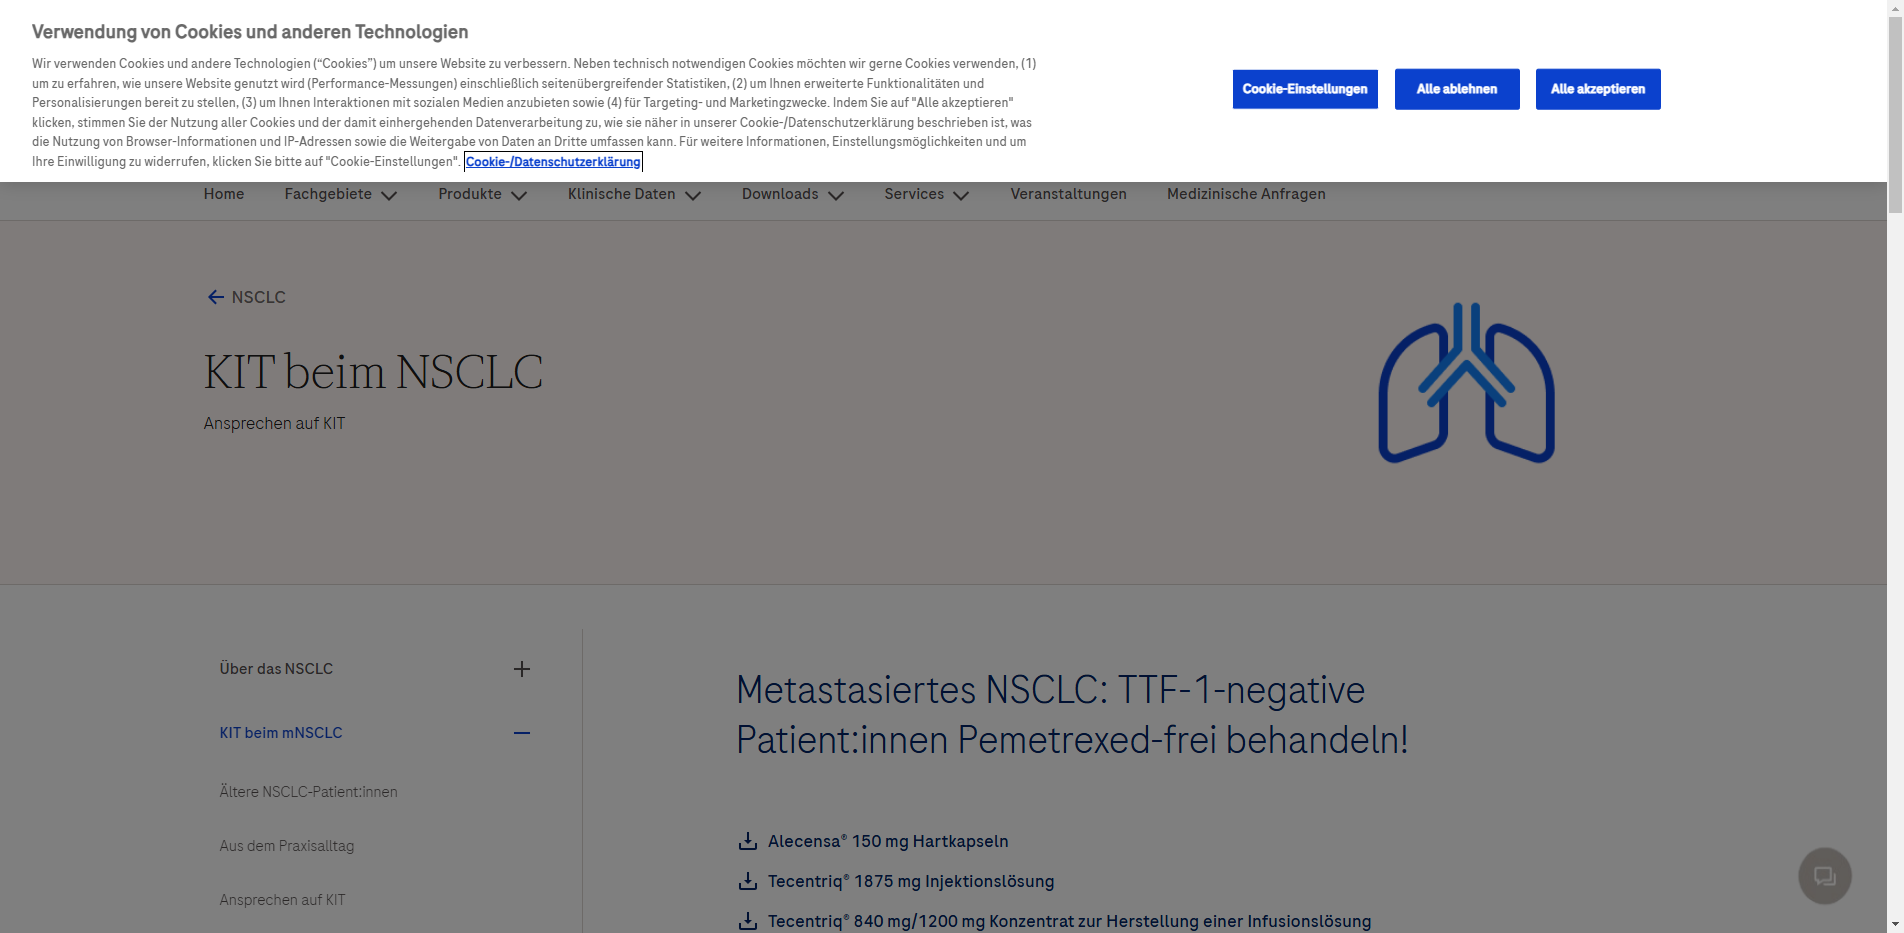 Verwendung von Cookies und anderen Technologien
Wir verwenden Cookies und andere Technologien (“Cookies”) um unsere Website zu verbessern. Neben technisch notwendigen Cookies möchten wir gerne Cookies verwenden, (1)
um zu erfahren, wie unsere Website genutzt wird (Performance-Messungen) einschließlich seitenübergreifender Statistiken, (2) um Ihnen erweiterte Funktionalitäten und
Personalisierungen bereit zu stellen, (3) um Ihnen Interaktionen mit sozialen Medien anzubieten sowie (4) für Targeting- und Marketingzwecke. Indem Sie auf "Alle akzeptieren"
klicken, stimmen Sie der Nutzung aller Cookies und der damit einhergehenden Datenverarbeitung zu, wie sie näher in unserer Cookie-/Datenschutzerklärung beschrieben ist, was
die Nutzung von Browser-Informationen und IP-Adressen sowie die Weitergabe von Daten an Dritte umfassen kann. Für weitere Informationen, Einstellungsmöglichkeiten und um
Ihre Einwilligung zu widerrufen, klicken Sie bitte auf "Cookie-Einstellungen". Cookie-/Datenschutzerklärung
Cookie-Einstellungen Alle ablehnen Alle akzeptieren
Home Fachgebiete Produkte Klinische Daten Downloads Services Veranstaltungen Medizinische Anfragen
NSCLC
KIT beim NSCLC
Ansprechen auf KIT
Über das NSCLC
KIT beim mNSCLC
Ältere NSCLC-Patient:innen
Aus dem Praxisalltag
Ansprechen auf KIT
Metastasiertes NSCLC: TTF-1-negative
Patient:innen Pemetrexed-frei behandeln!
Alecensa® 150 mg Hartkapseln
Tecentriq® 1875 mg Injektionslösung
Tecentriq® 840 mg/1200 mg Konzentrat zur Herstellung einer Infusionslösung